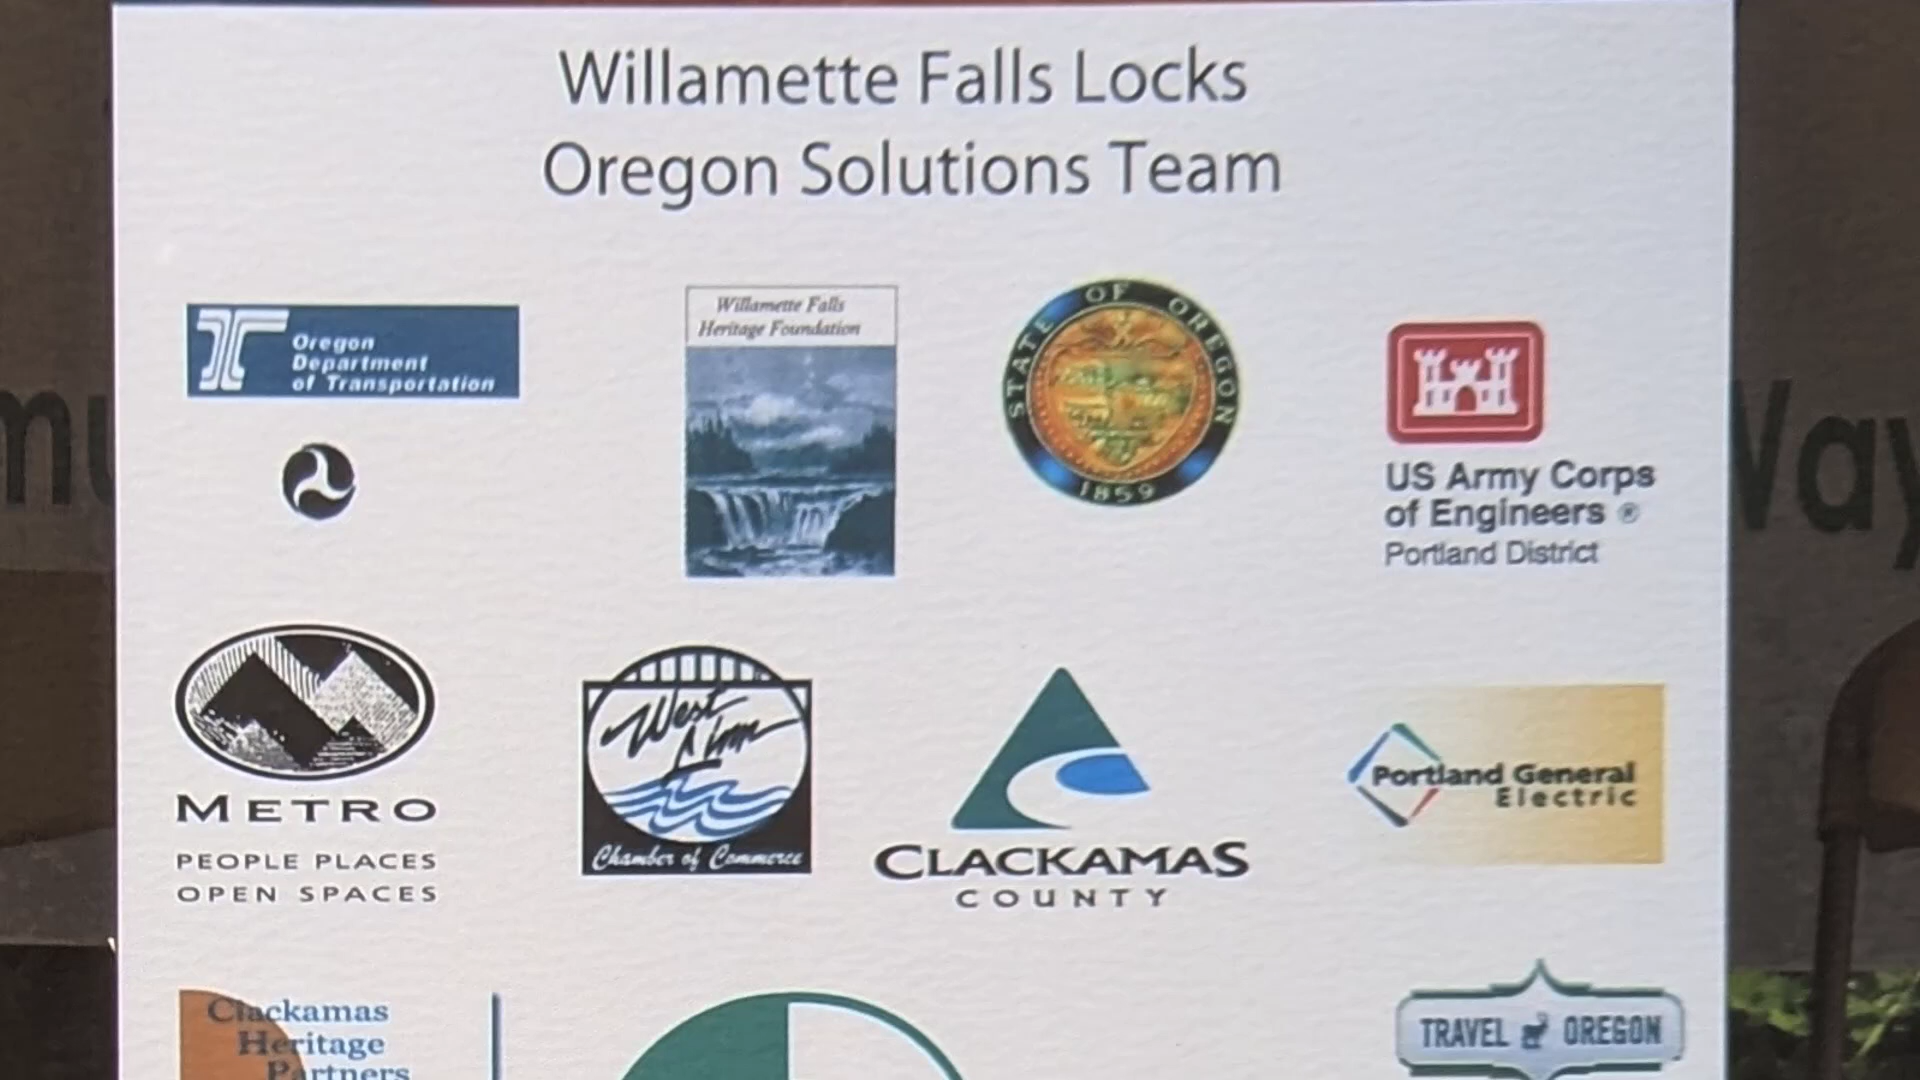 Willamette Falls Locks
Oregon Solutions Team
Oregon
Department
of Transportation
Willamette Falls
Heritage Foundation
STATE OF OREGON
1859
US Army Corps
of Engineers ®
Portland District
METRO
PEOPLE PLACES
OPEN SPACES
West
Linn
Chamber of Commerce
CLACKAMAS
COUNTY
Portland General
Electric
Clackamas
Heritage
Partners
TRAVEL OREGON